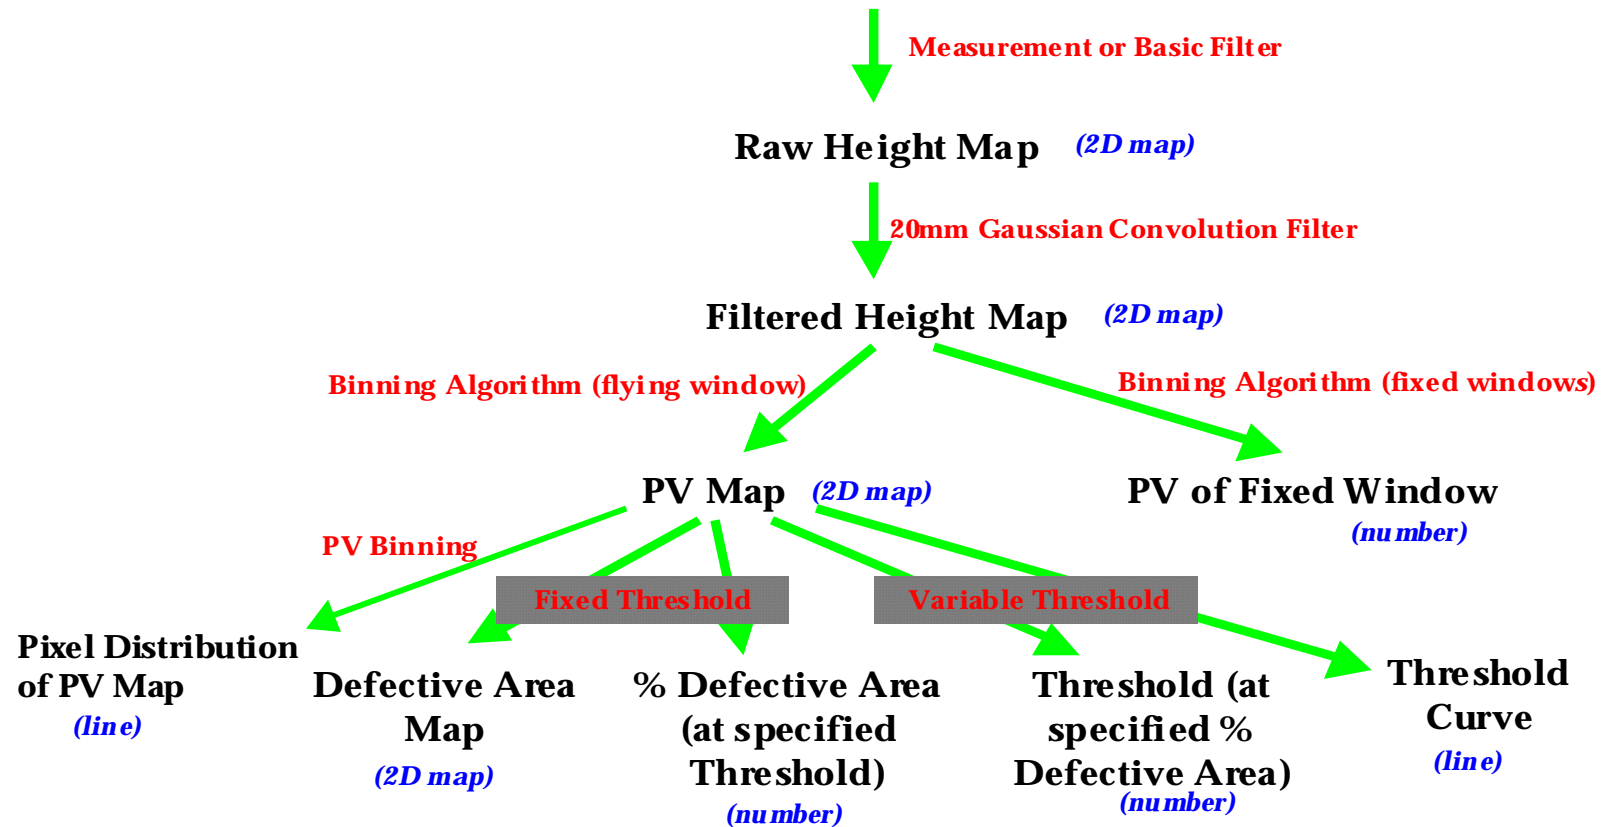 Measurement or Basic Filter
Raw Height Map (2D map)
20mm Gaussian Convolution Filter
Filtered Height Map (2D map)
Binning Algorithm (flying window)
Binning Algorithm (fixed windows)
PV Map (2D map)
PV of Fixed Window
(number)
PV Binning
Fixed Threshold
Variable Threshold
Pixel Distribution
of PV Map
(line)
Defective Area
Map
(2D map)
% Defective Area
(at specified
Threshold)
(number)
Threshold (at
specified %
Defective Area)
(number)
Threshold
Curve
(line)